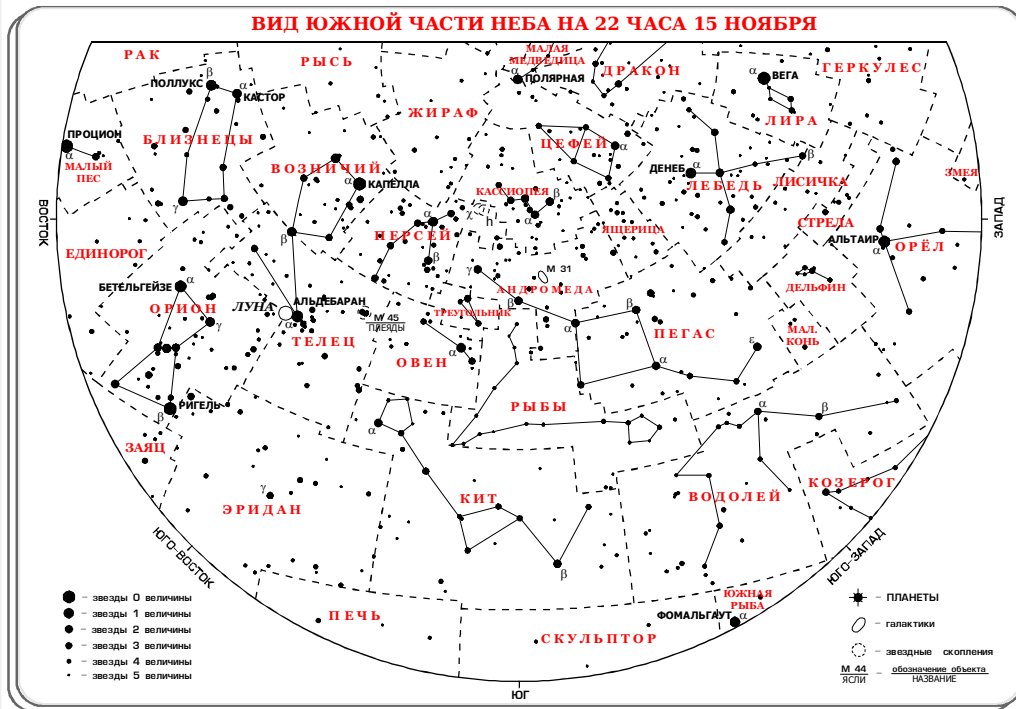 ВИД ЮЖНОЙ ЧАСТИ НЕБА НА 22 ЧАСА 15 НОЯБРЯ
РАК
РЫСЬ
МАЛАЯ
МЕДВЕДИЦА
ДРАКОН
ГЕРКУЛЕС
ПОЛЛУКС
β
α
КАСТОР
α
ПОЛЯРНАЯ
α
ВЕГА
ЖИРАФ
ЛИРА
ПРОЦИОН
α
МАЛЫЙ
ПЕС
БЛИЗНЕЦЫ
ЦЕФЕЙ
α
β
ВОЗНИЧИЙ
α
КАПЕЛЛА
ДЕНЕБ
α
ЛЕБЕДЬ
ЛИСИЧКА
ЗМЕЯ
γ
КАССИОПЕЯ
β
α
χ
h
ВОСТОК
ЗАПАД
β
ПЕРСЕЙ
α
β
ЯЩЕРИЦА
СТРЕЛА
АЛЬТАИР
α
ОРЁЛ
ЕДИНОРОГ
γ
М 31
АНДРОМЕДА
ДЕЛЬФИН
БЕТЕЛЬГЕЙЗЕ
α
ОРИОН
γ
ЛУНА
АЛЬДЕБАРАН
α
ТЕЛЕЦ
М 45
ПЛЕЯДЫ
ТРЕУГОЛЬНИК
β
α
β
ПЕГАС
α
ε
МАЛ.
КОНЬ
ОВЕН
α
РИГЕЛЬ
β
РЫБЫ
α
α
β
ЗАЯЦ
γ
ЭРИДАН
КИТ
β
ВОДОЛЕЙ
КОЗЕРОГ
ЮГО-ВОСТОК
ЮГО-ЗАПАД
ПЕЧЬ
СКУЛЬПТОР
ЮЖНАЯ
РЫБА
ФОМАЛЬГАУТ
α
ЮГ
– звезды 0 величины
– звезды 1 величины
– звезды 2 величины
– звезды 3 величины
– звезды 4 величины
– звезды 5 величины
– ПЛАНЕТЫ
– галактики
– звездные скопления
М 44
ЯСЛИ
– обозначение объекта
НАЗВАНИЕ